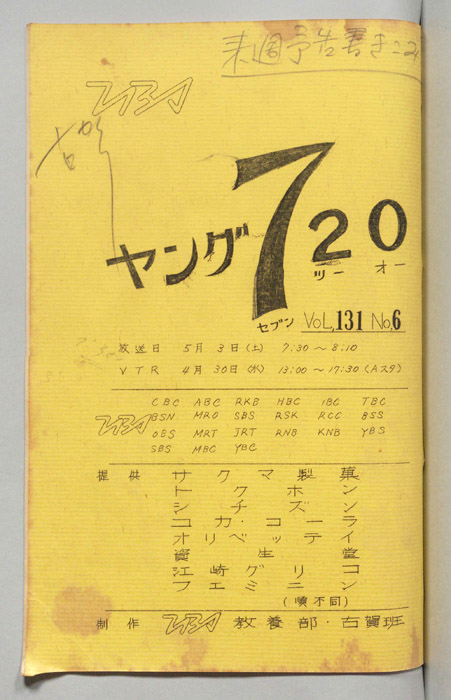 来週予告書きこみ
TBS
ヤング720
セブン ツー オー
VOL,131 No,6
放送日 5月3日(土) 7:30~8:10
VTR 4月30日(水) 13:00~17:30(Aスタ)
CBC ABC RKB HBC IBC TBC
TBS BSN MRO SBS RSK RCC BSS
OBS MRT JRT RNB KNB YBS
SBS MBC YBC
提供 サクマ製菓
トクホン
シチズン
コカ·コーラ
オリベッテイ
資生堂
江崎グリコ
フエミニン
(順不同)
制作 TBS 教養部·古賀班